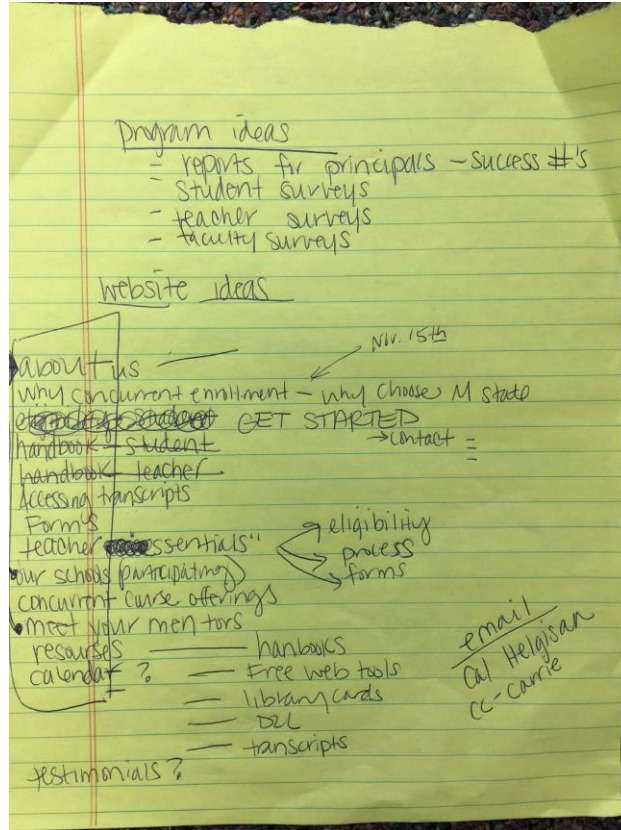 program ideas
= reports for principals - success #'s
student surveys
- teacher surveys
- faculty surveys
website ideas
Nov. 15th
about us
why concurrent enrollment - why choose M state
GET STARTED
→ contact =
handbook - student
handbook - teacher
Accessing transcripts
Forms
teacher essentials"
eligibility
process
forms
our schools (participating)
concurrent course offerings
meet your mentors
resourses — hanbooks
calendar? — Free web tools
— library cards
— D2L
— transcripts
testimonials?
email
Cal Helgisan
cc - Carrie